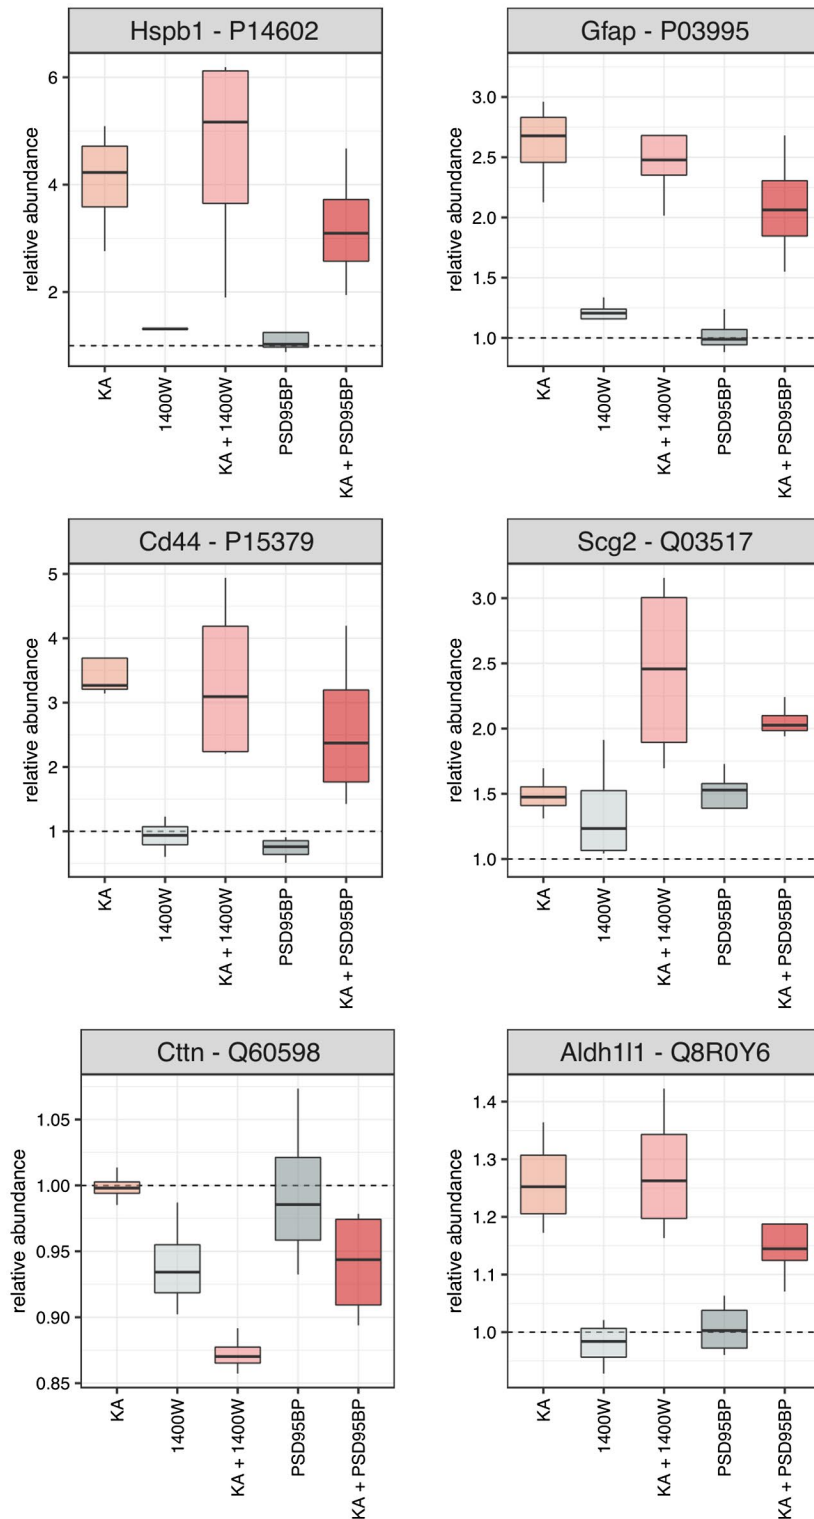 Hspb1 - P14602
relative abundance
6
4
2
KA
1400W
KA + 1400W
PSD95BP
KA + PSD95BP
Gfap - P03995
relative abundance
3.0
2.5
2.0
1.5
1.0
KA
1400W
KA + 1400W
PSD95BP
KA + PSD95BP
Cd44 - P15379
relative abundance
5
4
3
2
1
KA
1400W
KA + 1400W
PSD95BP
KA + PSD95BP
Scg2 - Q03517
relative abundance
3.0
2.5
2.0
1.5
1.0
KA
1400W
KA + 1400W
PSD95BP
KA + PSD95BP
Cttn - Q60598
relative abundance
1.05
1.00
0.95
0.90
0.85
KA
1400W
KA + 1400W
PSD95BP
KA + PSD95BP
Aldh1l1 - Q8R0Y6
relative abundance
1.4
1.3
1.2
1.1
1.0
KA
1400W
KA + 1400W
PSD95BP
KA + PSD95BP